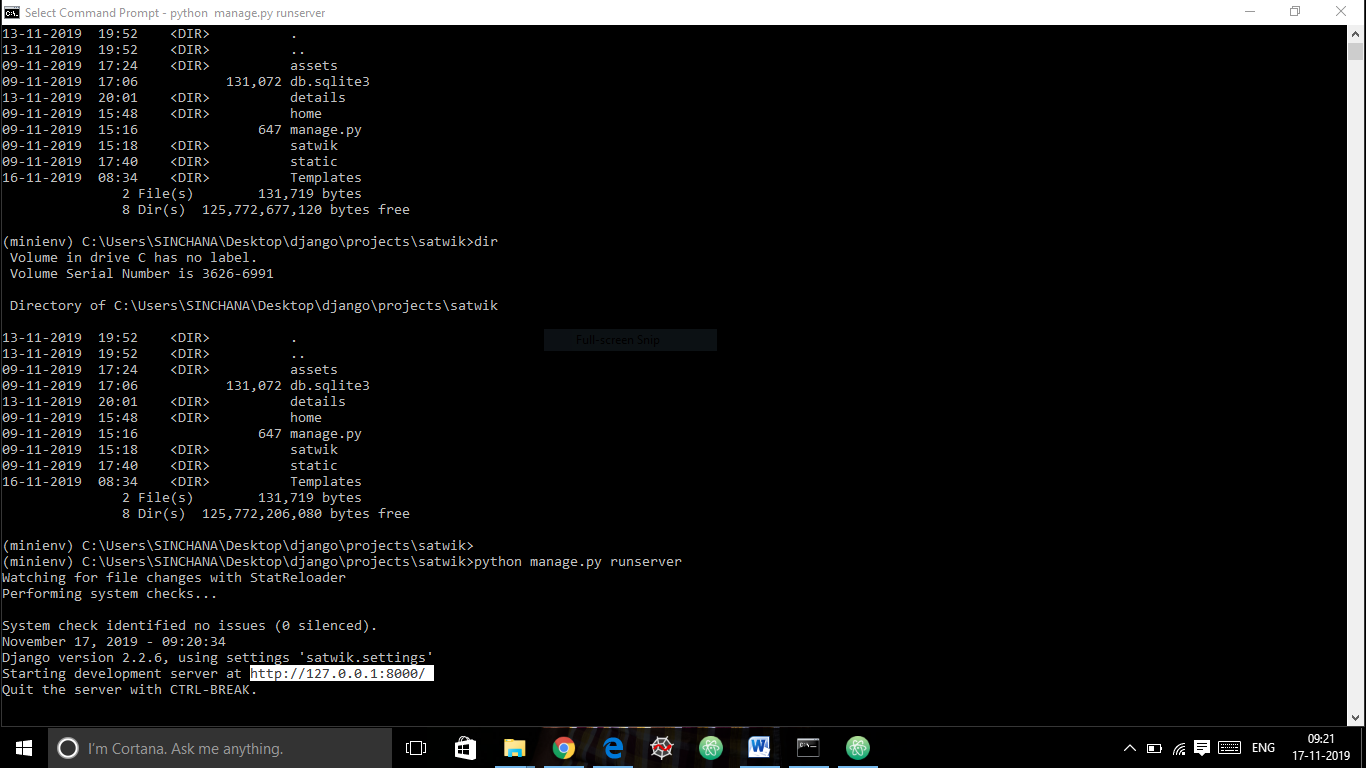 Select Command Prompt - python  manage.py runserver
13-11-2019  19:52    <DIR>          .
13-11-2019  19:52    <DIR>          ..
09-11-2019  17:24    <DIR>          assets
09-11-2019  17:06           131,072 db.sqlite3
13-11-2019  20:01    <DIR>          details
09-11-2019  15:48    <DIR>          home
09-11-2019  15:16               647 manage.py
09-11-2019  15:18    <DIR>          satwik
09-11-2019  17:40    <DIR>          static
16-11-2019  08:34    <DIR>          Templates
               2 File(s)        131,719 bytes
               8 Dir(s)  125,772,677,120 bytes free
(minienv) C:\Users\SINCHANA\Desktop\django\projects\satwik>dir
 Volume in drive C has no label.
 Volume Serial Number is 3626-6991
 Directory of C:\Users\SINCHANA\Desktop\django\projects\satwik
13-11-2019  19:52    <DIR>          .
13-11-2019  19:52    <DIR>          ..
09-11-2019  17:24    <DIR>          assets
09-11-2019  17:06           131,072 db.sqlite3
13-11-2019  20:01    <DIR>          details
09-11-2019  15:48    <DIR>          home
09-11-2019  15:16               647 manage.py
09-11-2019  15:18    <DIR>          satwik
09-11-2019  17:40    <DIR>          static
16-11-2019  08:34    <DIR>          Templates
               2 File(s)        131,719 bytes
               8 Dir(s)  125,772,206,080 bytes free
Full-screen Snip
(minienv) C:\Users\SINCHANA\Desktop\django\projects\satwik>
(minienv) C:\Users\SINCHANA\Desktop\django\projects\satwik>python manage.py runserver
Watching for file changes with StatReloader
Performing system checks...
System check identified no issues (0 silenced).
November 17, 2019 - 09:20:34
Django version 2.2.6, using settings 'satwik.settings'
Starting development server at http://127.0.0.1:8000/
Quit the server with CTRL-BREAK.
I'm Cortana. Ask me anything.
ENG
09:21
17-11-2019